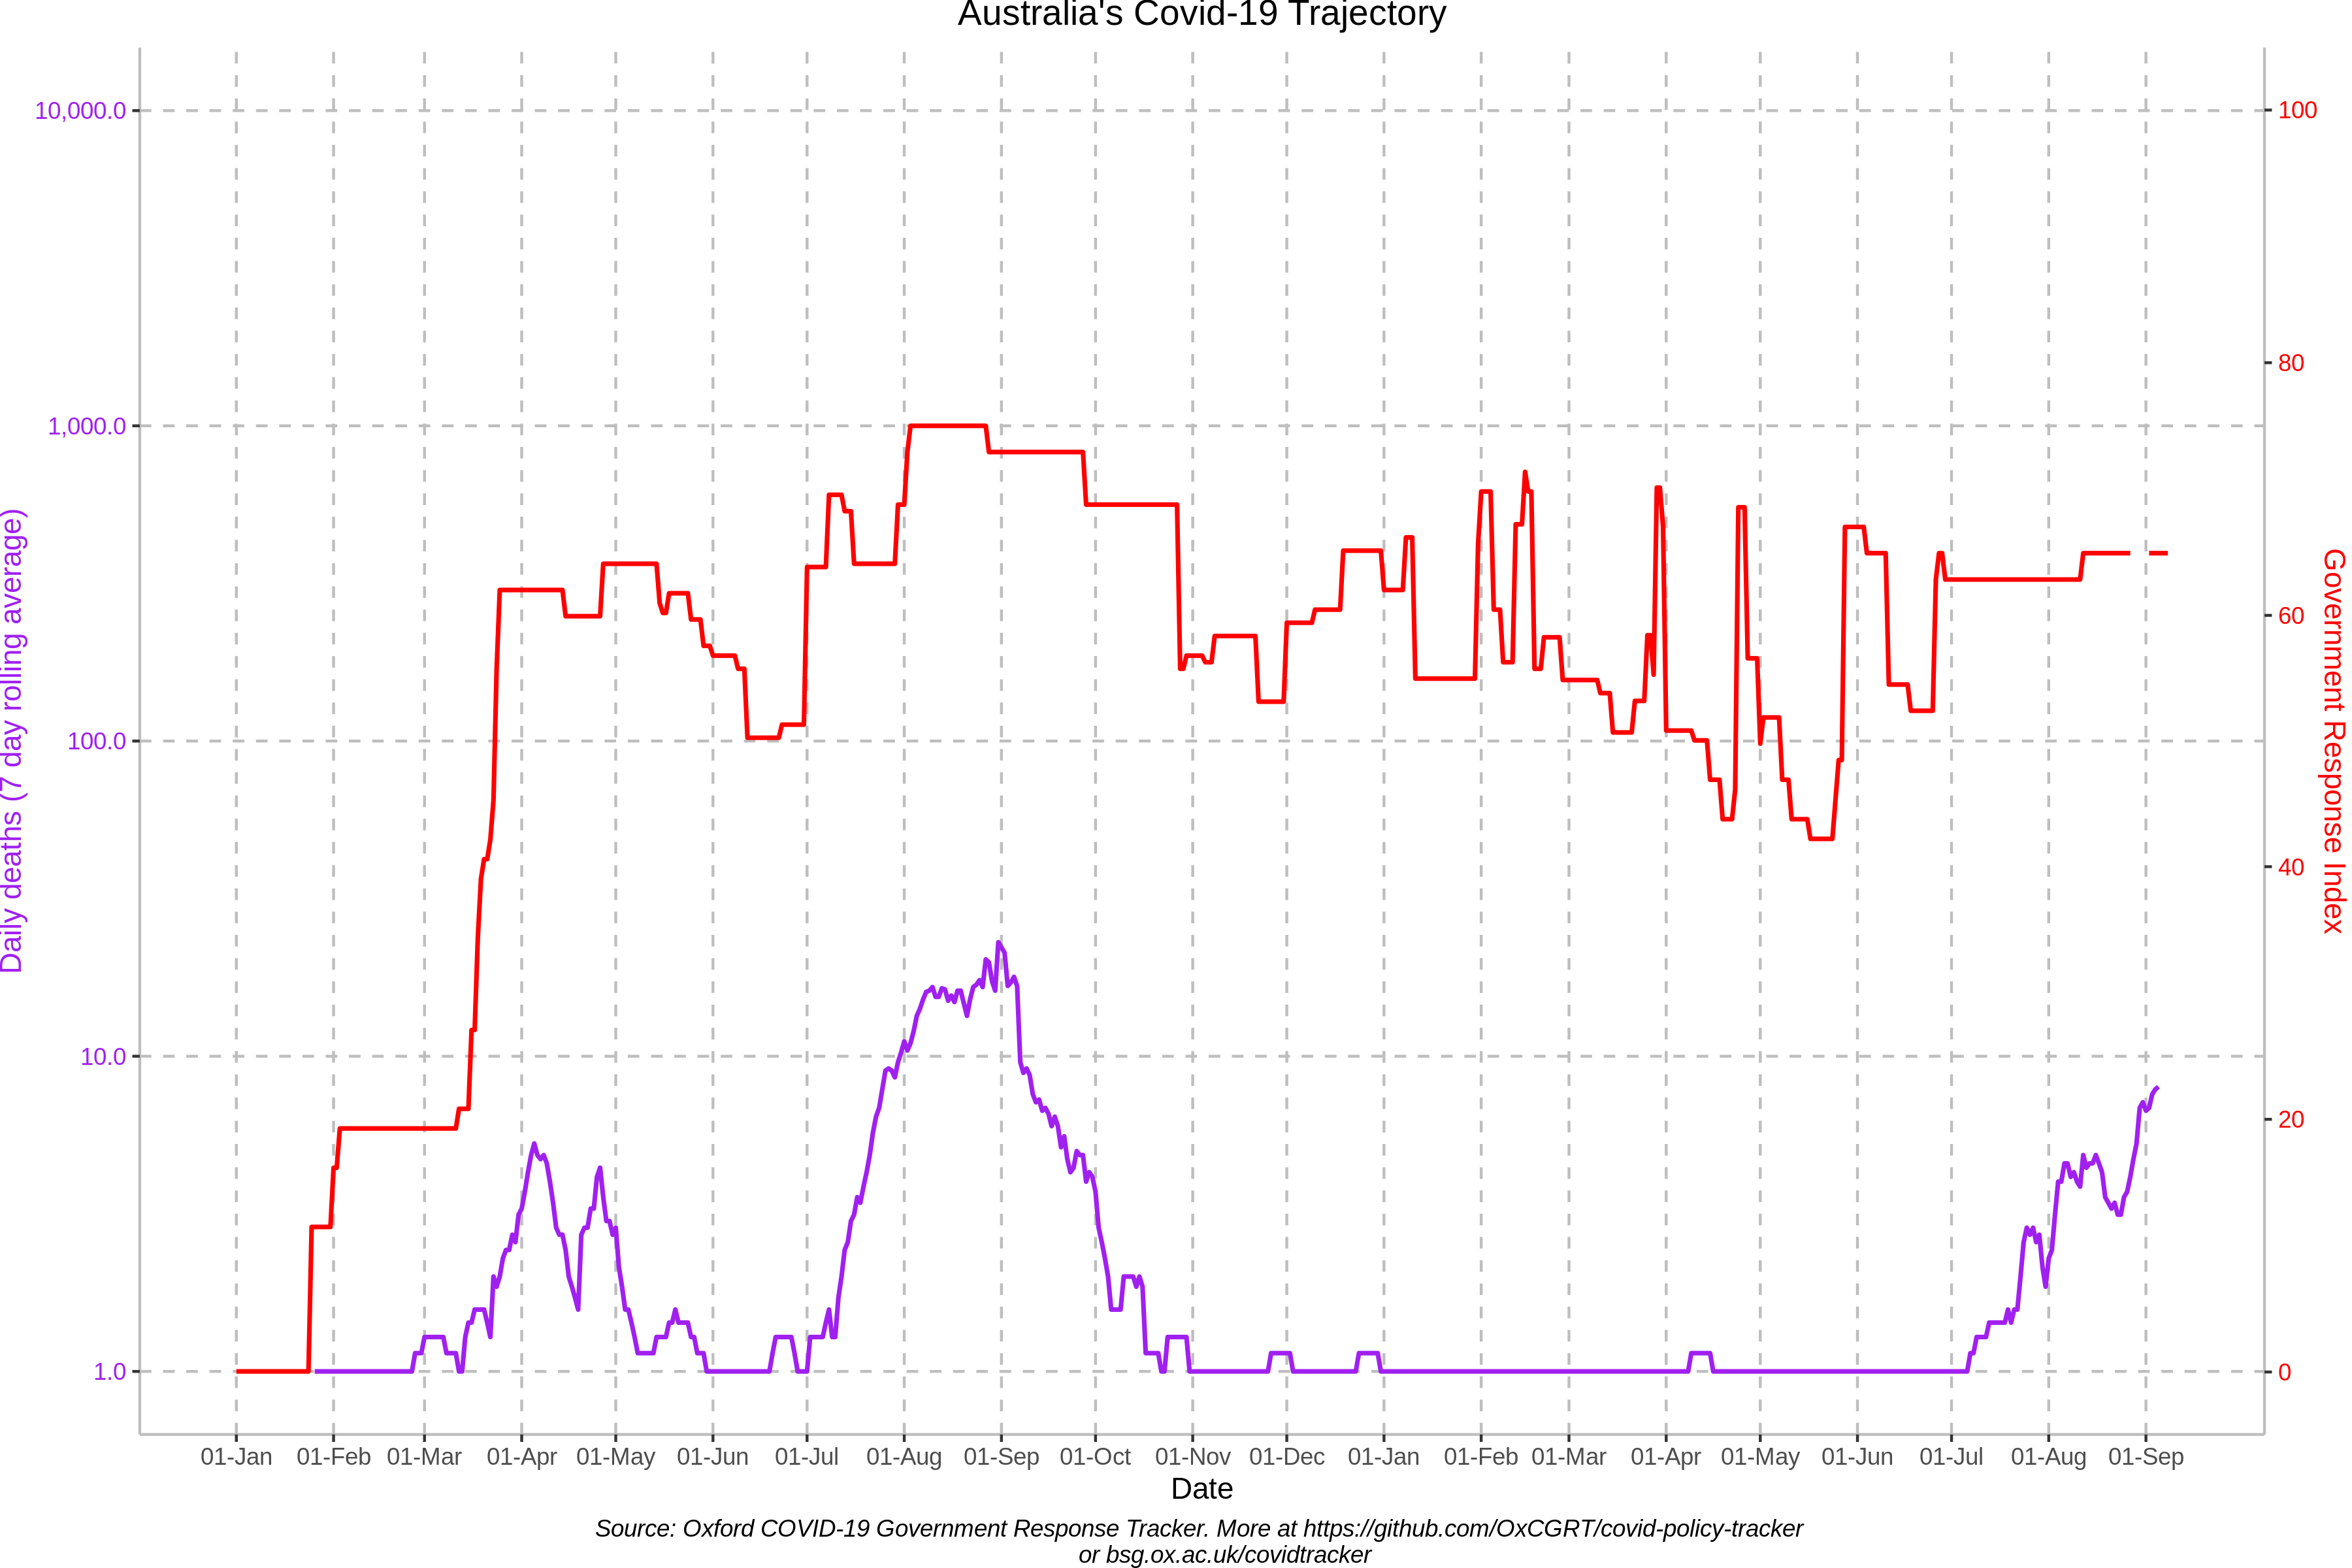 Australia's Covid-19 Trajectory
10,000.0
1,000.0
100.0
10.0
1.0
Daily deaths (7 day rolling average)
100
80
60
40
20
0
Government Response Index
01-Jan 01-Feb 01-Mar 01-Apr 01-May 01-Jun 01-Jul 01-Aug 01-Sep 01-Oct 01-Nov 01-Dec 01-Jan 01-Feb 01-Mar 01-Apr 01-May 01-Jun 01-Jul 01-Aug 01-Sep
Date
Source: Oxford COVID-19 Government Response Tracker. More at https://github.com/OxCGRT/covid-policy-tracker
or bsg.ox.ac.uk/covidtracker